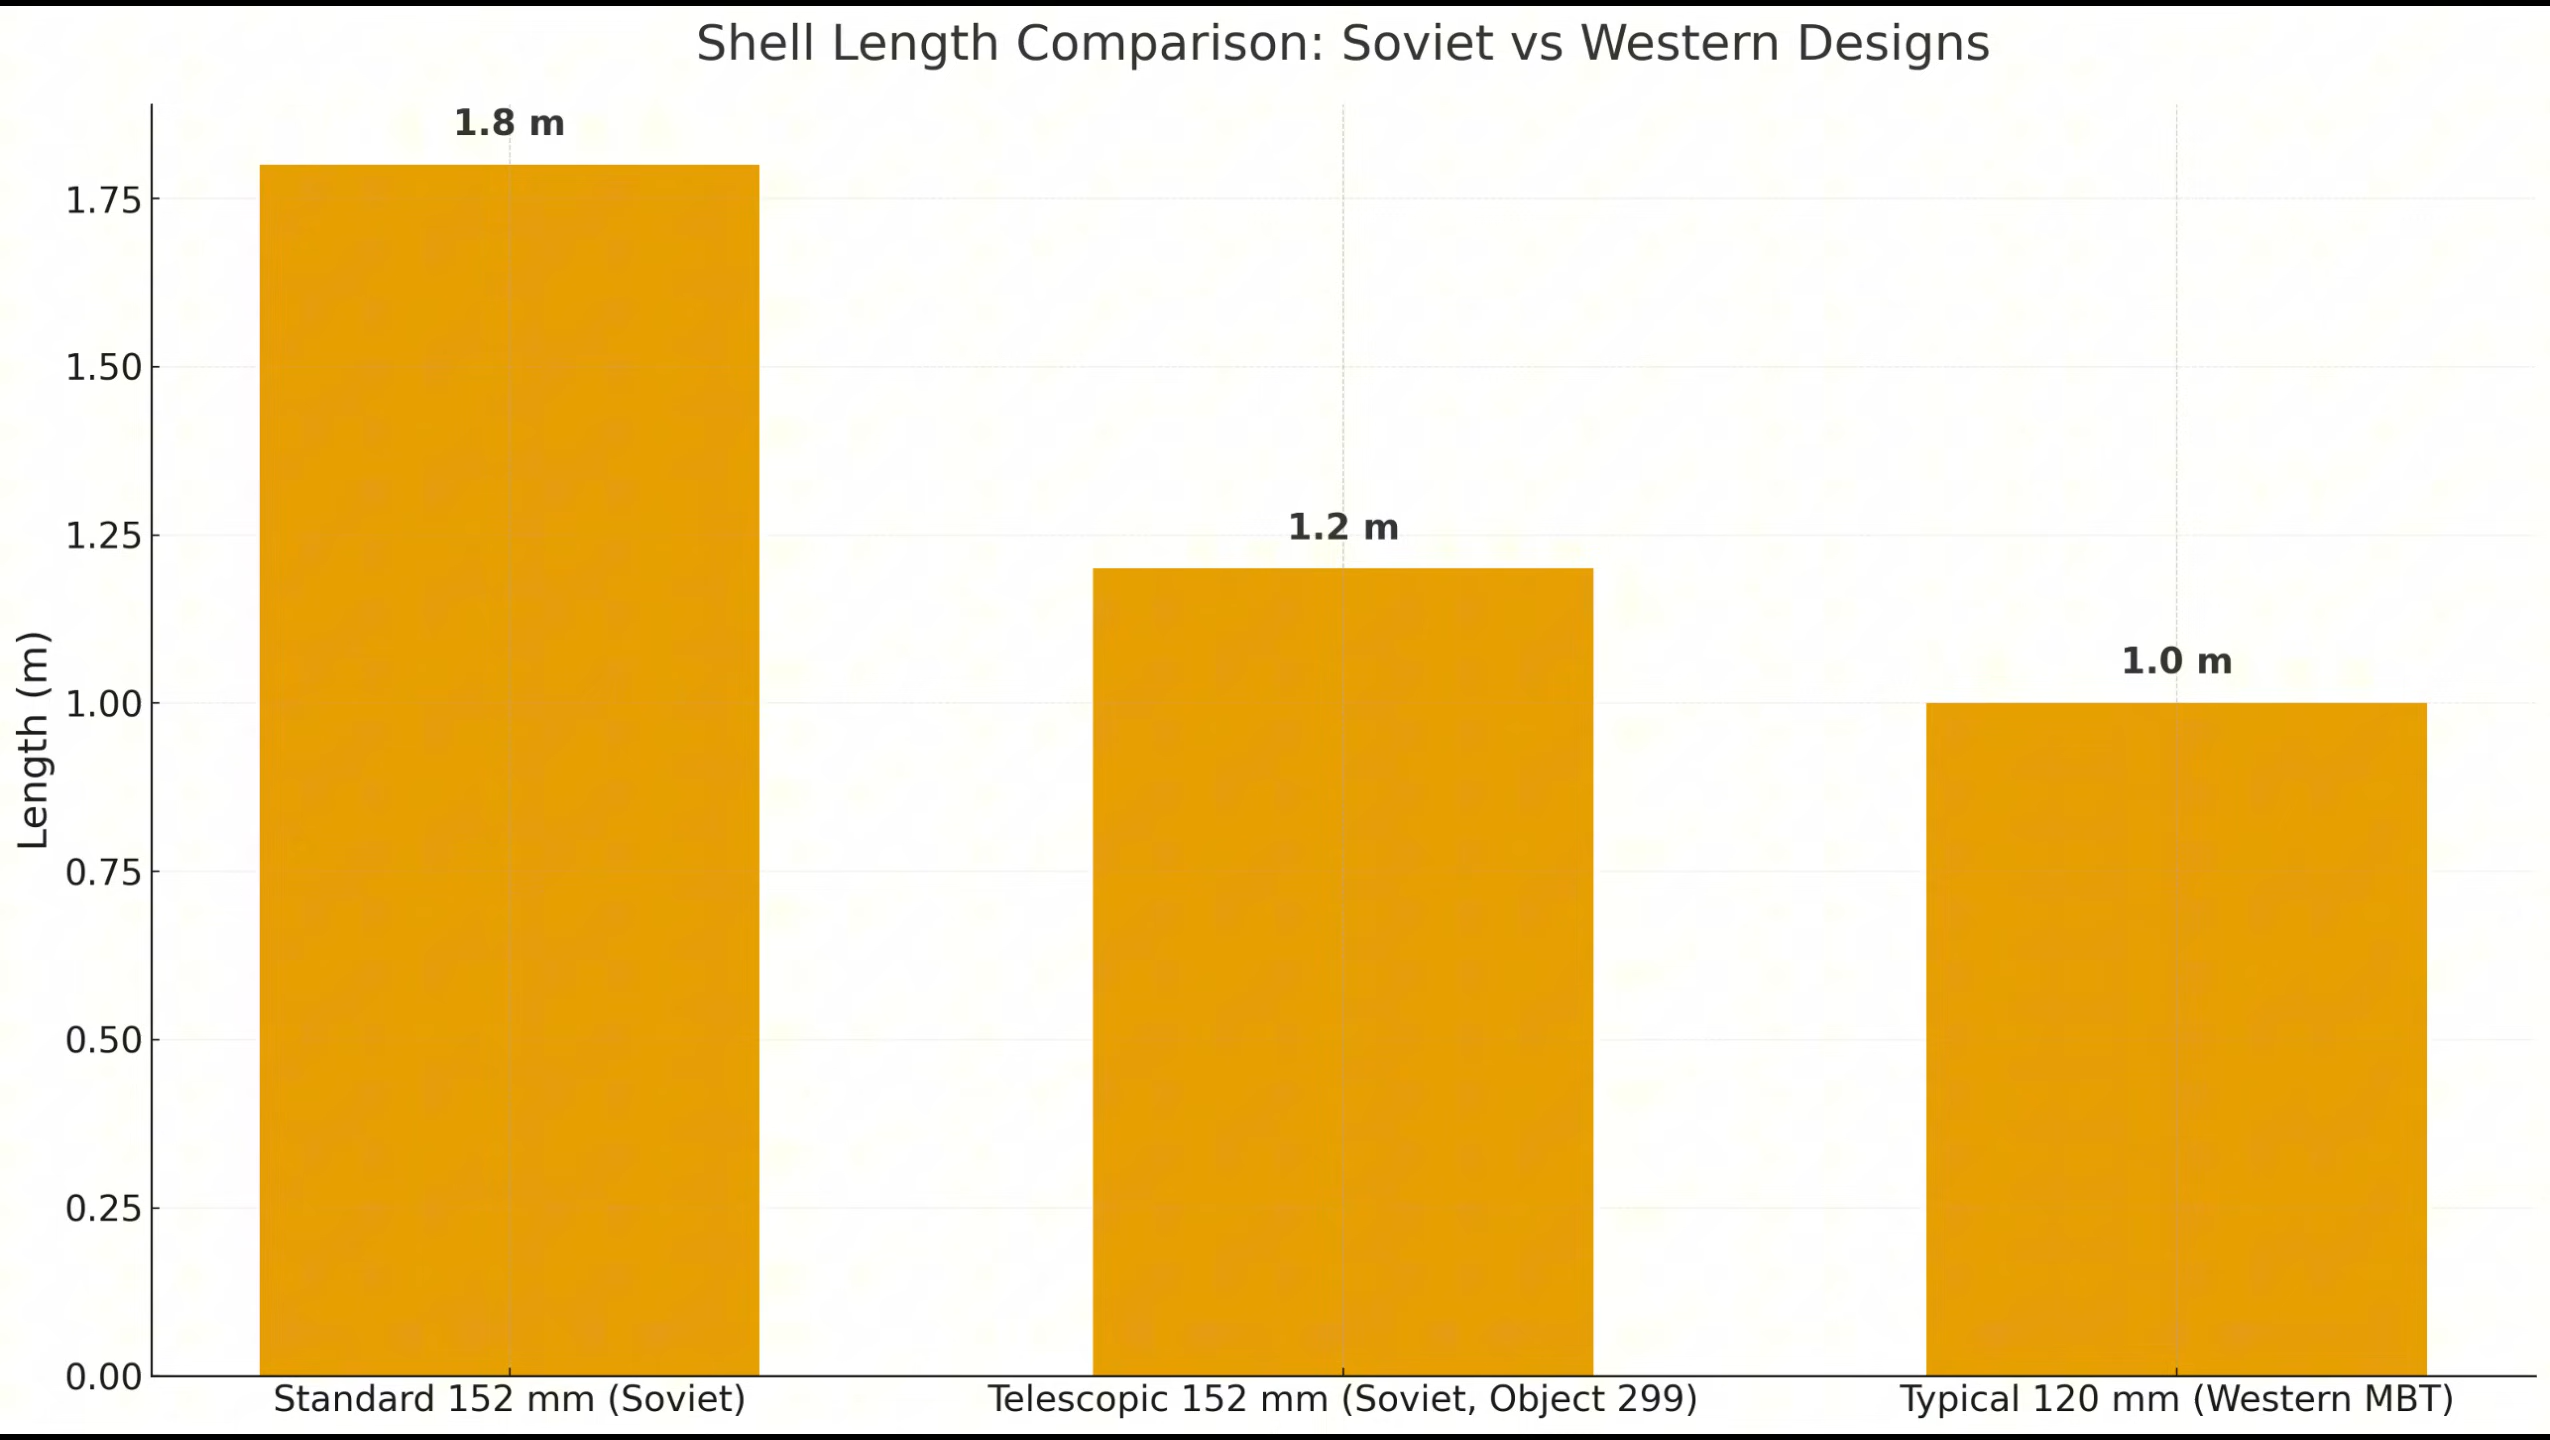 Shell Length Comparison: Soviet vs Western Designs
1.8 m
1.2 m
1.0 m
Length (m)
1.75
1.50
1.25
1.00
0.75
0.50
0.25
0.00
Standard 152 mm (Soviet)
Telescopic 152 mm (Soviet, Object 299)
Typical 120 mm (Western MBT)